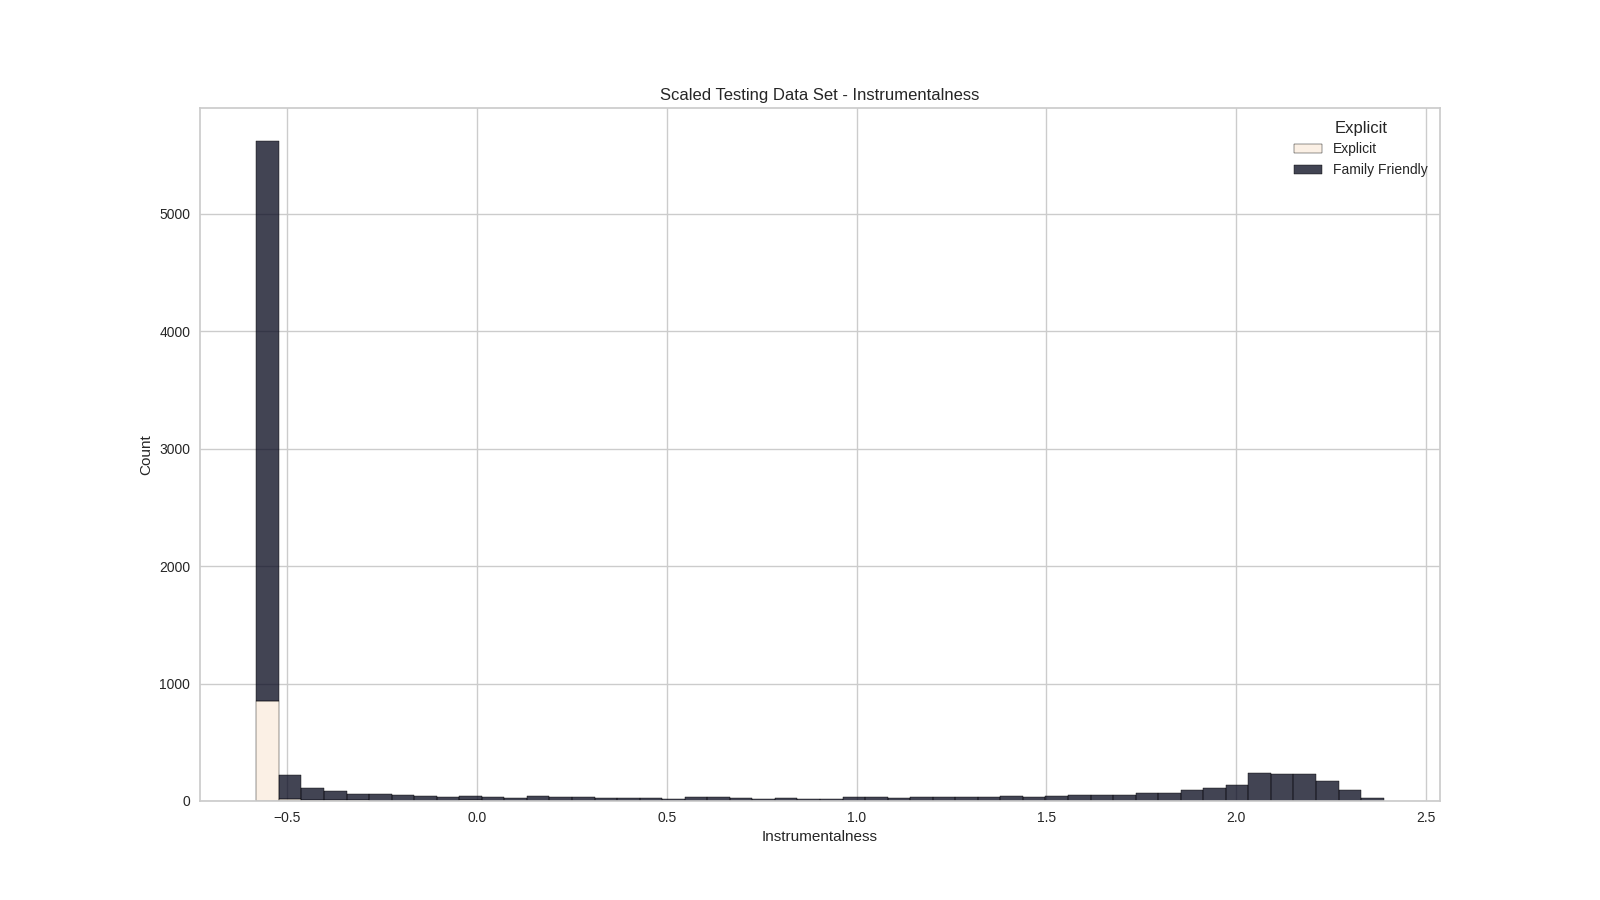 Scaled Testing Data Set - Instrumentalness
Explicit
Explicit
Family Friendly
5000
4000
3000
2000
1000
0
Count
−0.5 0.0 0.5 1.0 1.5 2.0 2.5
Instrumentalness